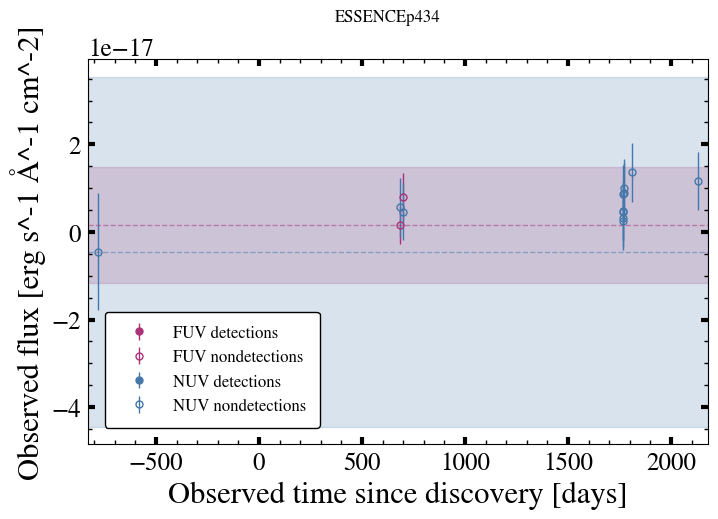 ESSENCEp434
1e−17
Observed flux [erg s^-1 Å^-1 cm^-2]
2
0
−2
−4
FUV detections
FUV nondetections
NUV detections
NUV nondetections
−500 0 500 1000 1500 2000
Observed time since discovery [days]